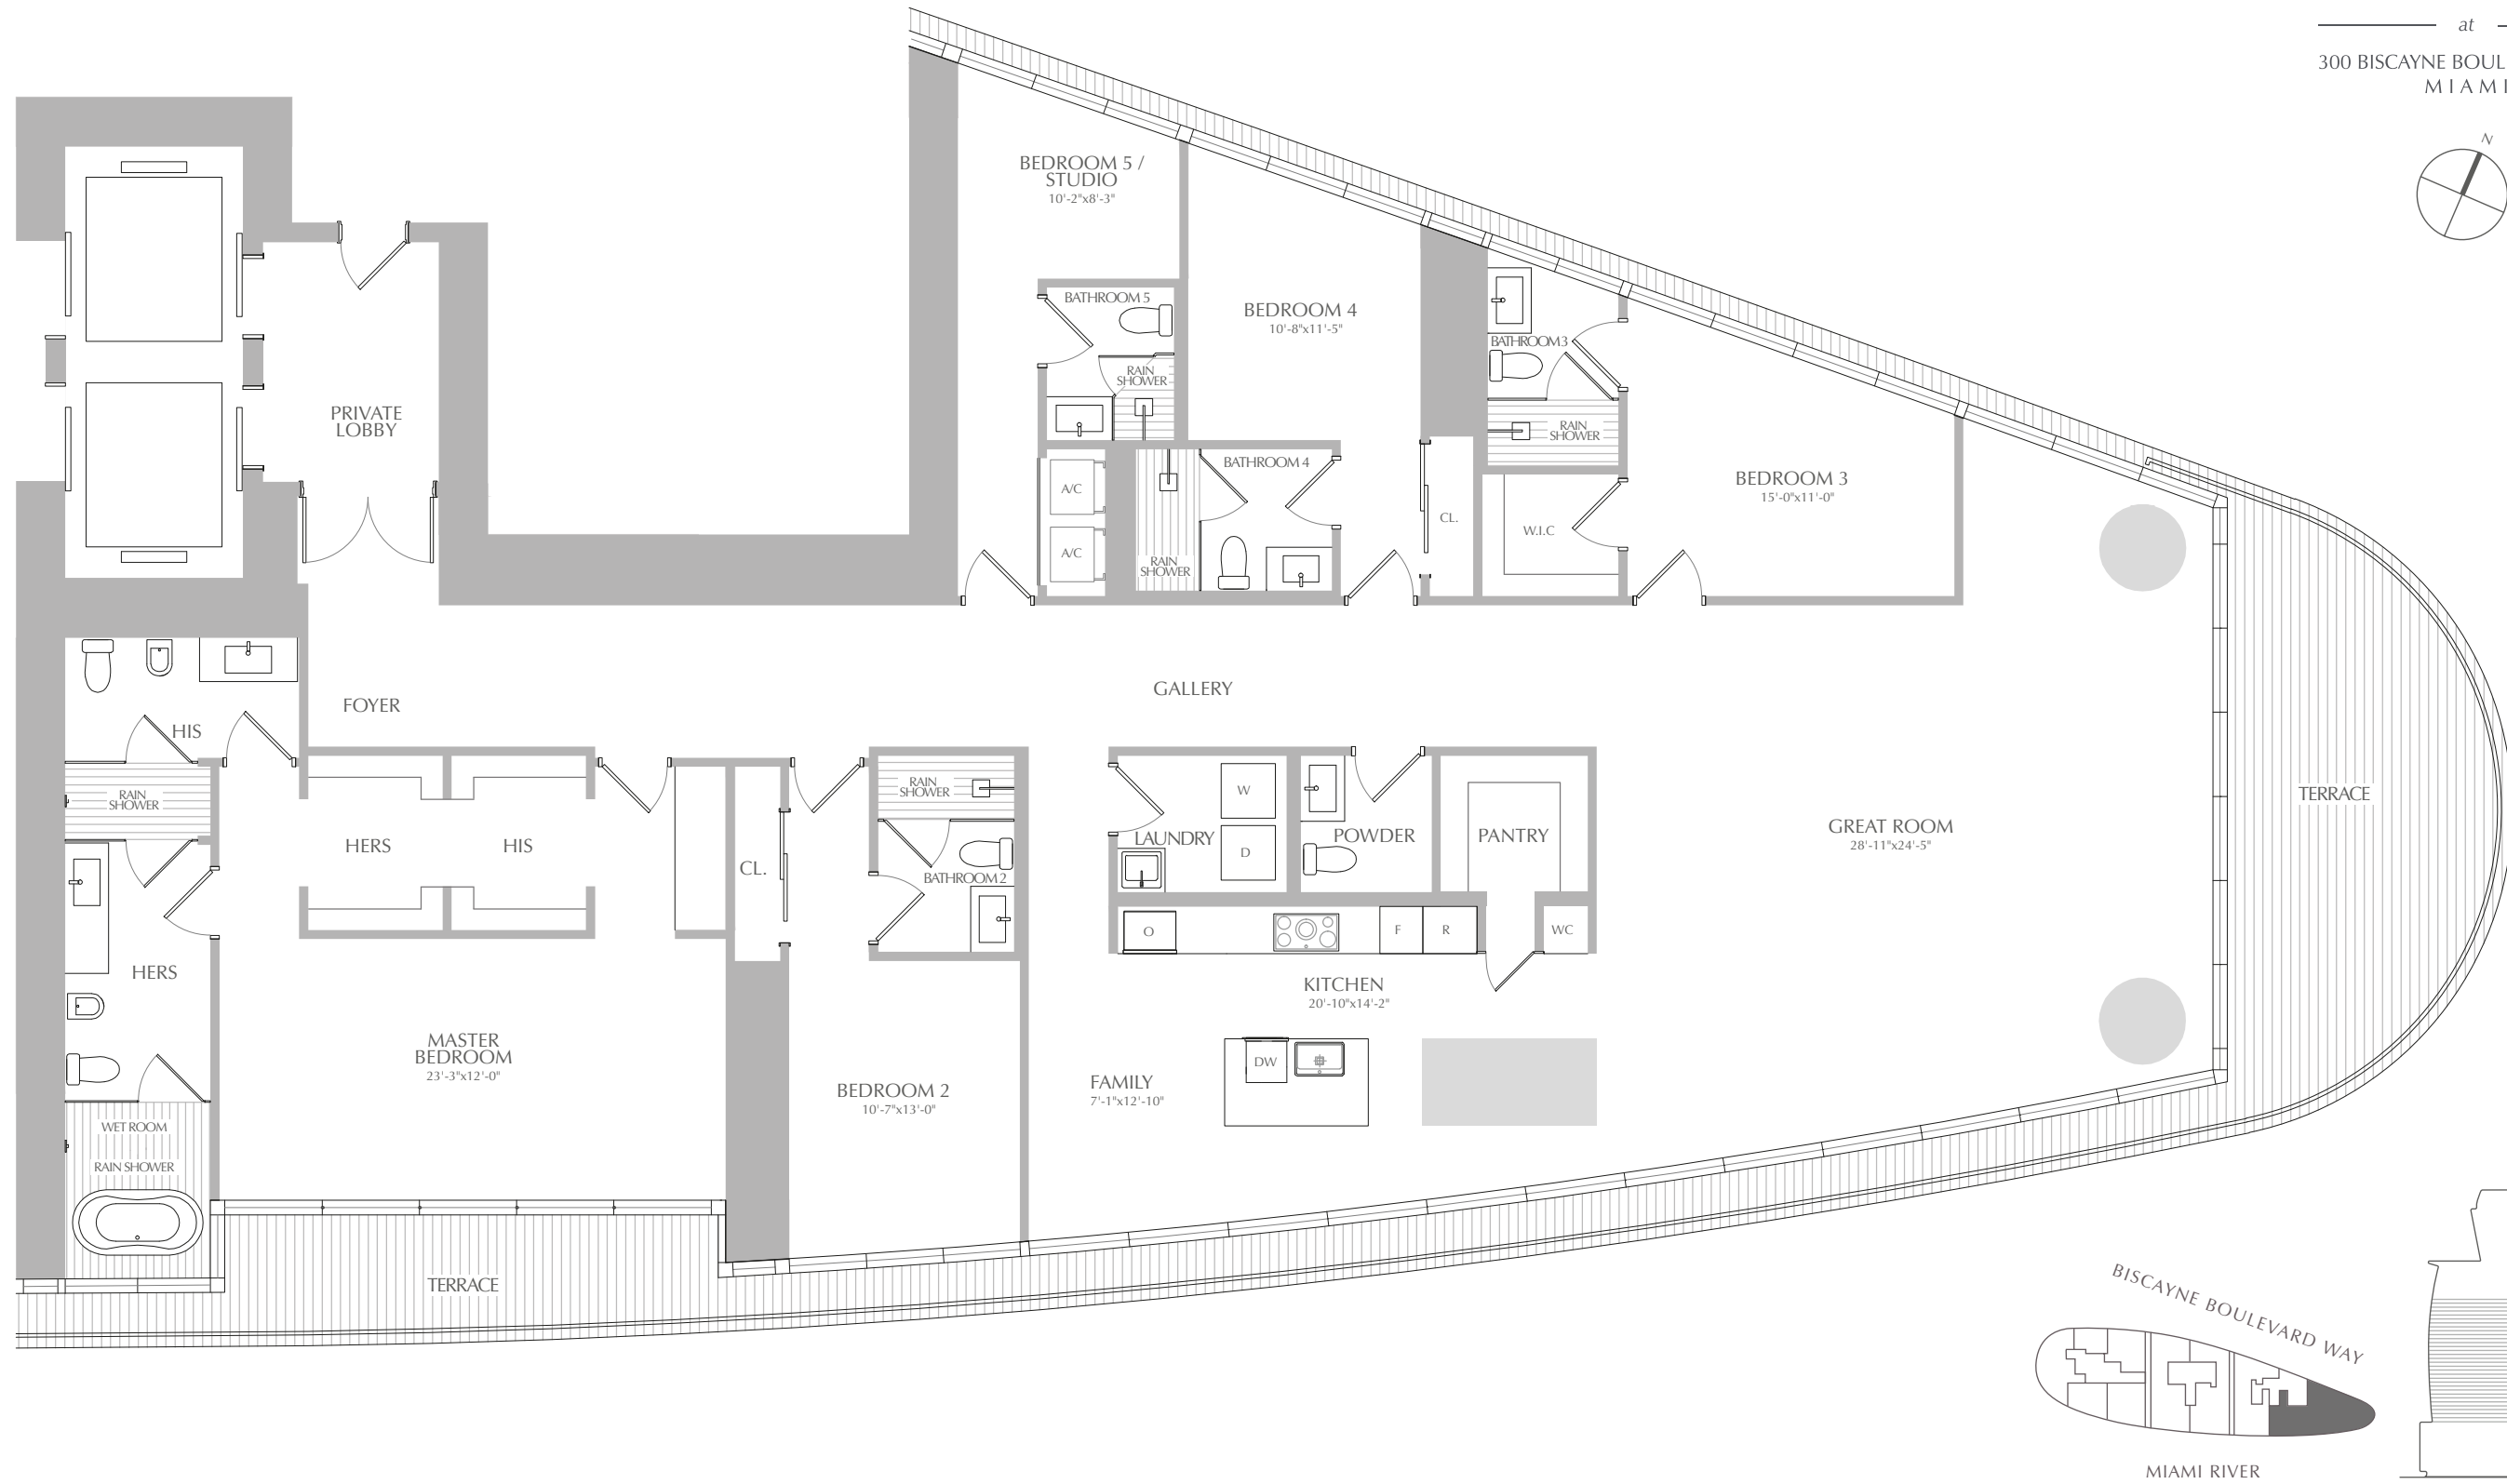 at
300 BISCAYNE BOUL
MIAMI
N
BEDROOM 5 /
STUDIO
10'-2"x8'-3"
BATHROOM 5
RAIN
SHOWER
BEDROOM 4
10'-8"x11'-5"
BATHROOM3
RAIN
SHOWER
PRIVATE
LOBBY
A/C
A/C
BATHROOM 4
RAIN
SHOWER
CL.
W.I.C
BEDROOM 3
15'-0"x11'-0"
HIS
FOYER
GALLERY
RAIN
SHOWER
HERS
HIS
CL.
RAIN
SHOWER
BATHROOM 2
LAUNDRY
W
D
POWDER
PANTRY
GREAT ROOM
28'-11"x24'-5"
TERRACE
O
F
R
WC
HERS
KITCHEN
20'-10"x14'-2"
MASTER
BEDROOM
23'-3"x12'-0"
BEDROOM 2
10'-7"x13'-0"
FAMILY
7'-1"x12'-10"
DW
WET ROOM
RAIN SHOWER
TERRACE
BISCAYNE BOULEVARD WAY
MIAMI RIVER